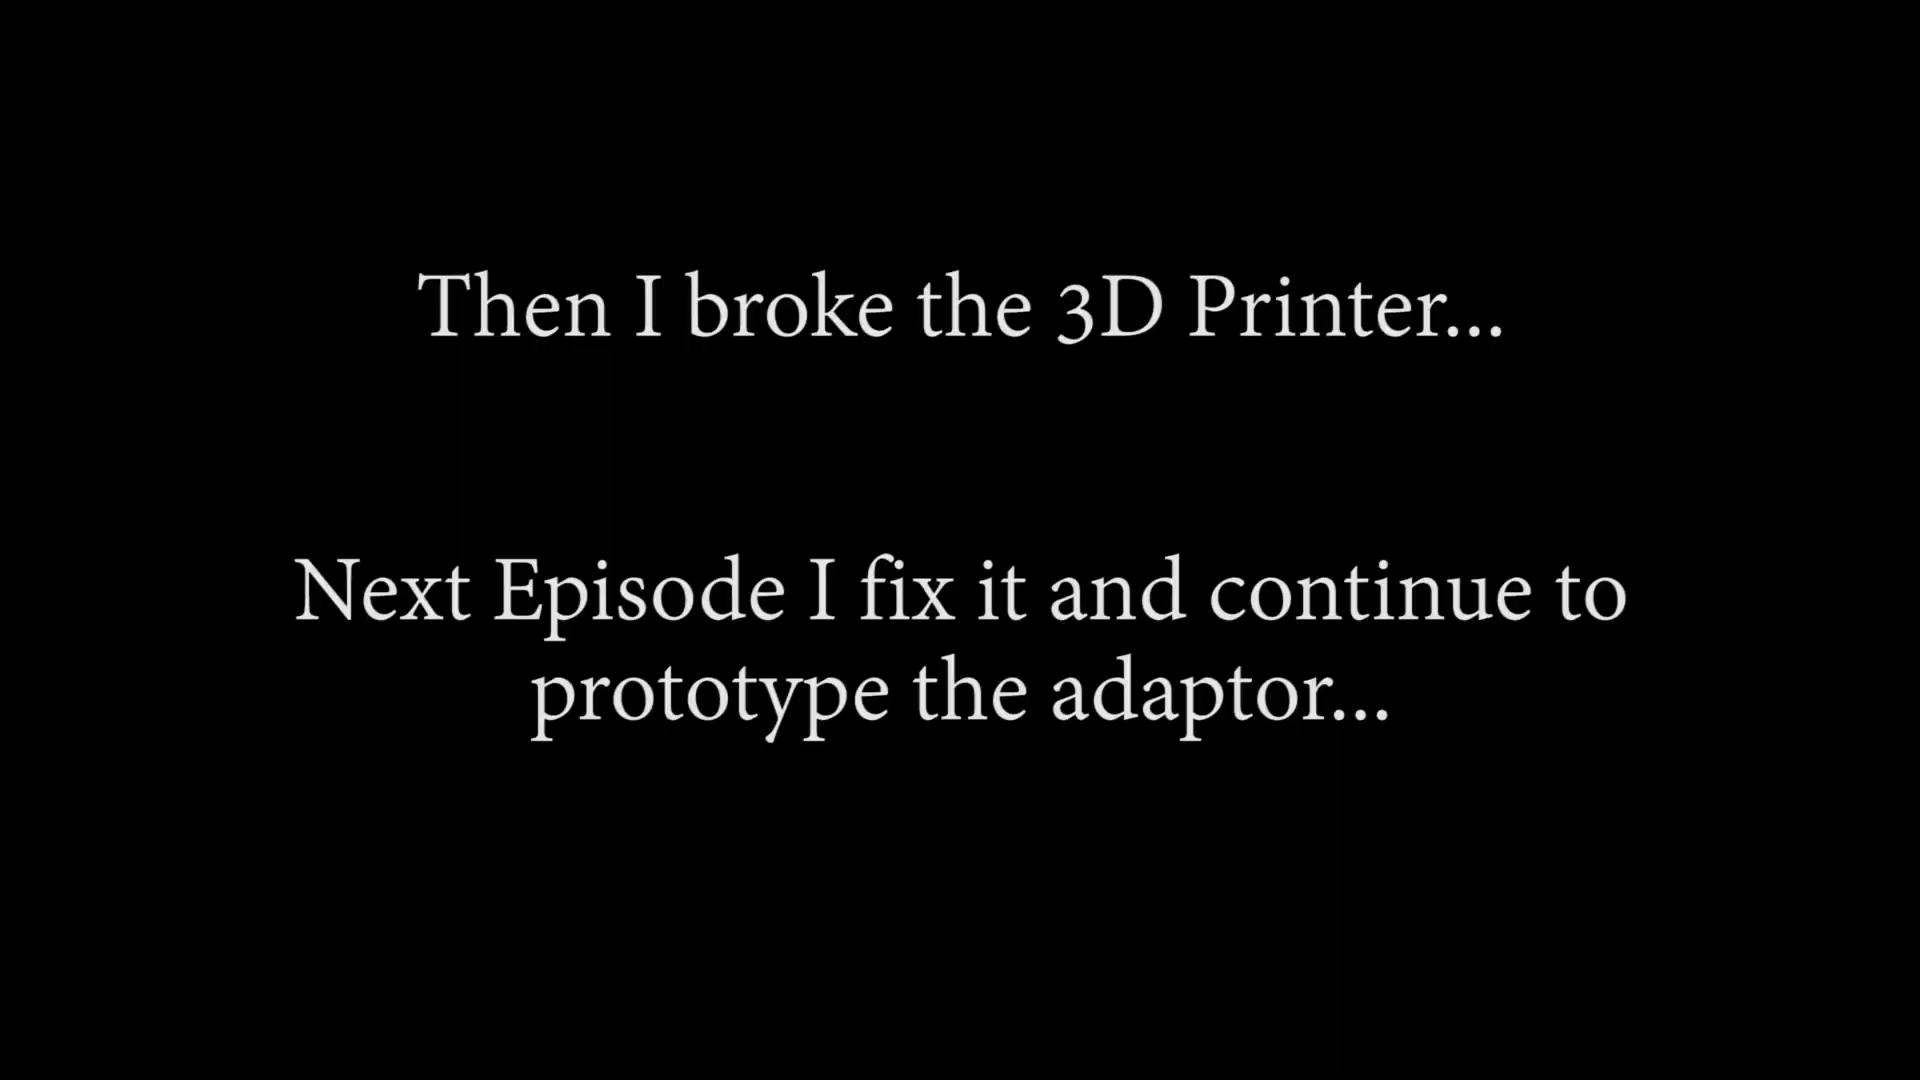 Then I broke the 3D Printer...
Next Episode I fix it and continue to
prototype the adaptor...